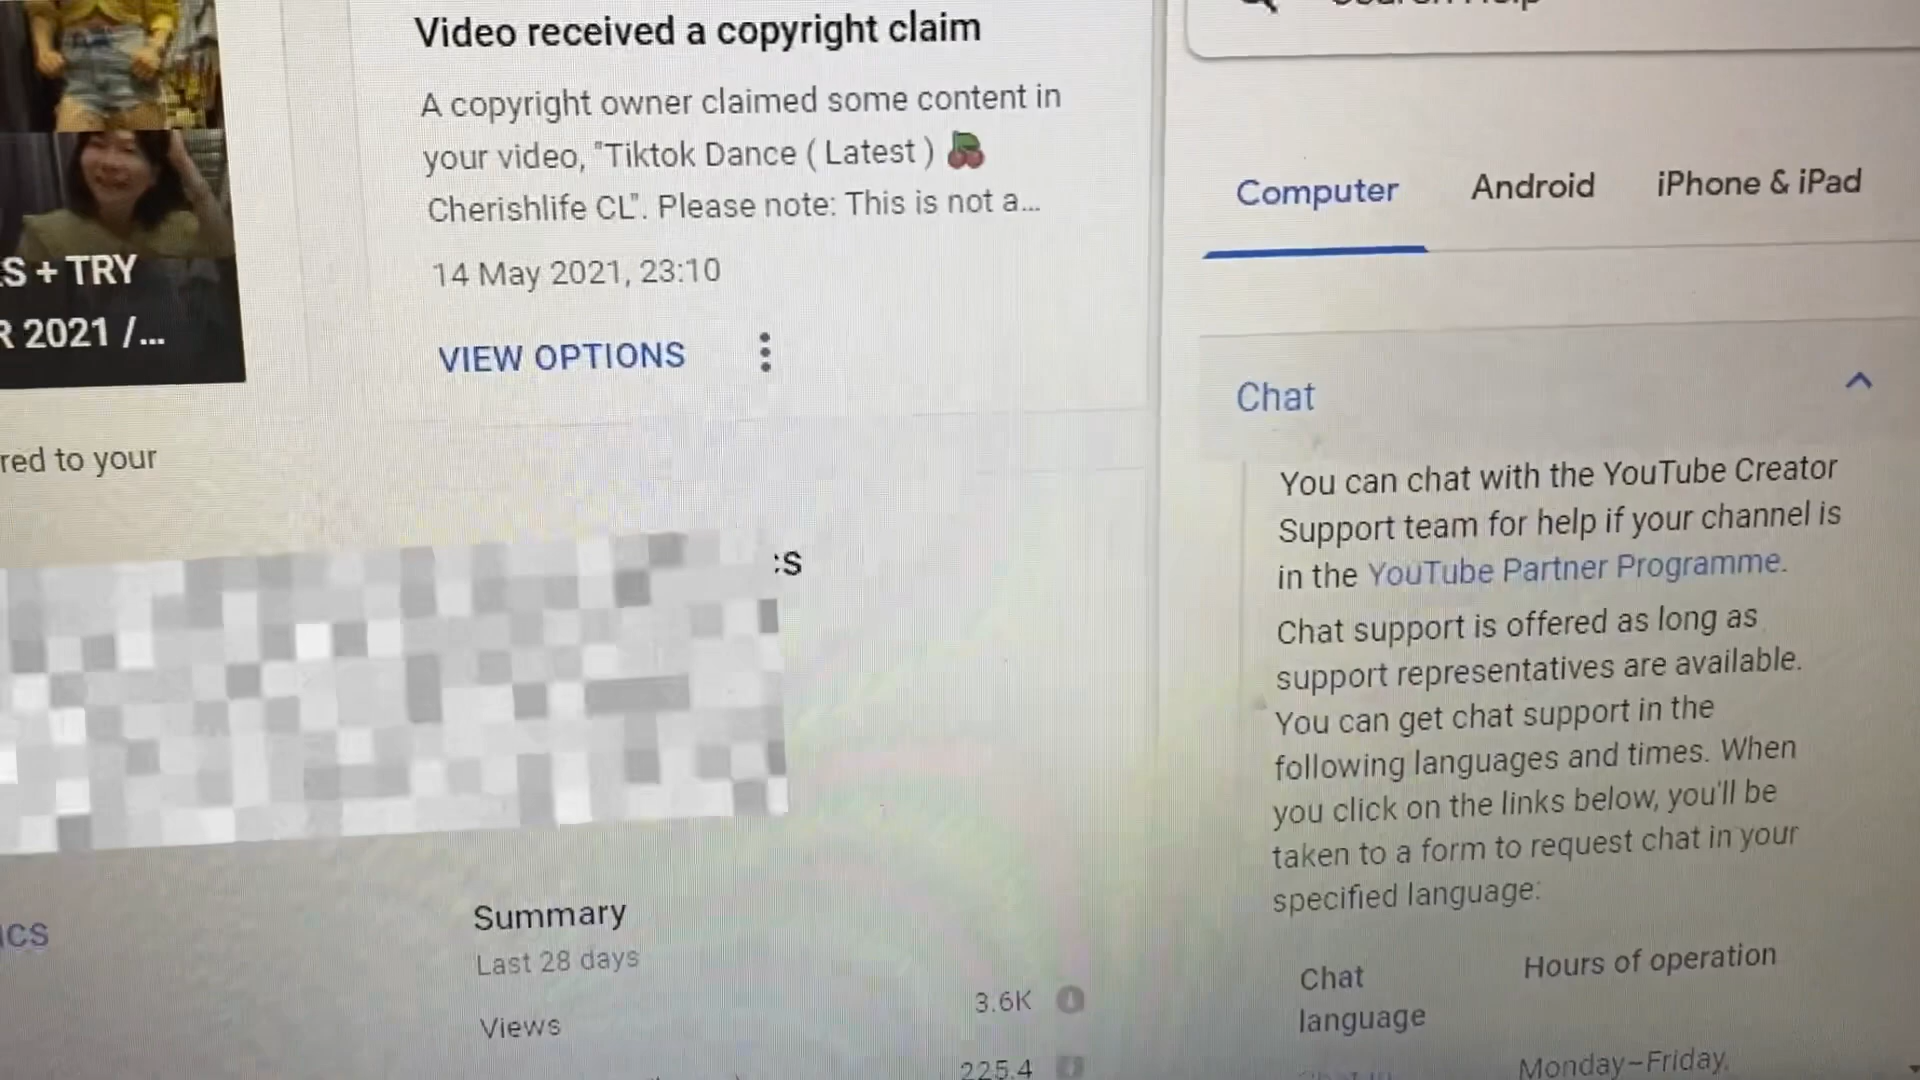 Video received a copyright claim
A copyright owner claimed some content in
your video, "Tiktok Dance ( Latest ) 🍒
Cherishlife CL". Please note: This is not a...
14 May 2021, 23:10
VIEW OPTIONS
S + TRY
R 2021 /...
red to your
:s
ics
Summary
Last 28 days
Views
3.6K
225.4
Computer
Android
iPhone & iPad
Chat
You can chat with the YouTube Creator
Support team for help if your channel is
in the YouTube Partner Programme.
Chat support is offered as long as
support representatives are available.
You can get chat support in the
following languages and times. When
you click on the links below, you'll be
taken to a form to request chat in your
specified language:
Chat
language
Hours of operation
Monday–Friday,